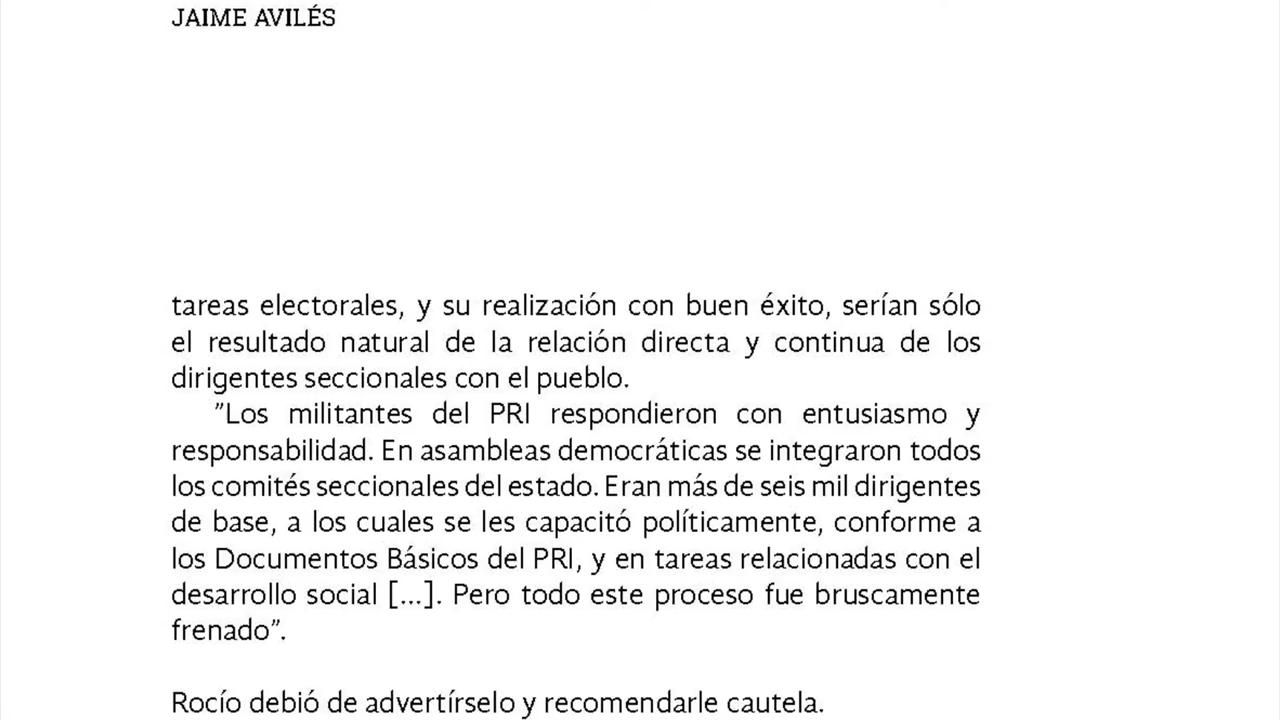 JAIME AVILÉS
tareas electorales, y su realización con buen éxito, serían sólo
el resultado natural de la relación directa y continua de los
dirigentes seccionales con el pueblo.
”Los militantes del PRI respondieron con entusiasmo y
responsabilidad. En asambleas democráticas se integraron todos
los comités seccionales del estado. Eran más de seis mil dirigentes
de base, a los cuales se les capacitó políticamente, conforme a
los Documentos Básicos del PRI, y en tareas relacionadas con el
desarrollo social [...]. Pero todo este proceso fue bruscamente
frenado”.
Rocío debió de advertírselo y recomendarle cautela.